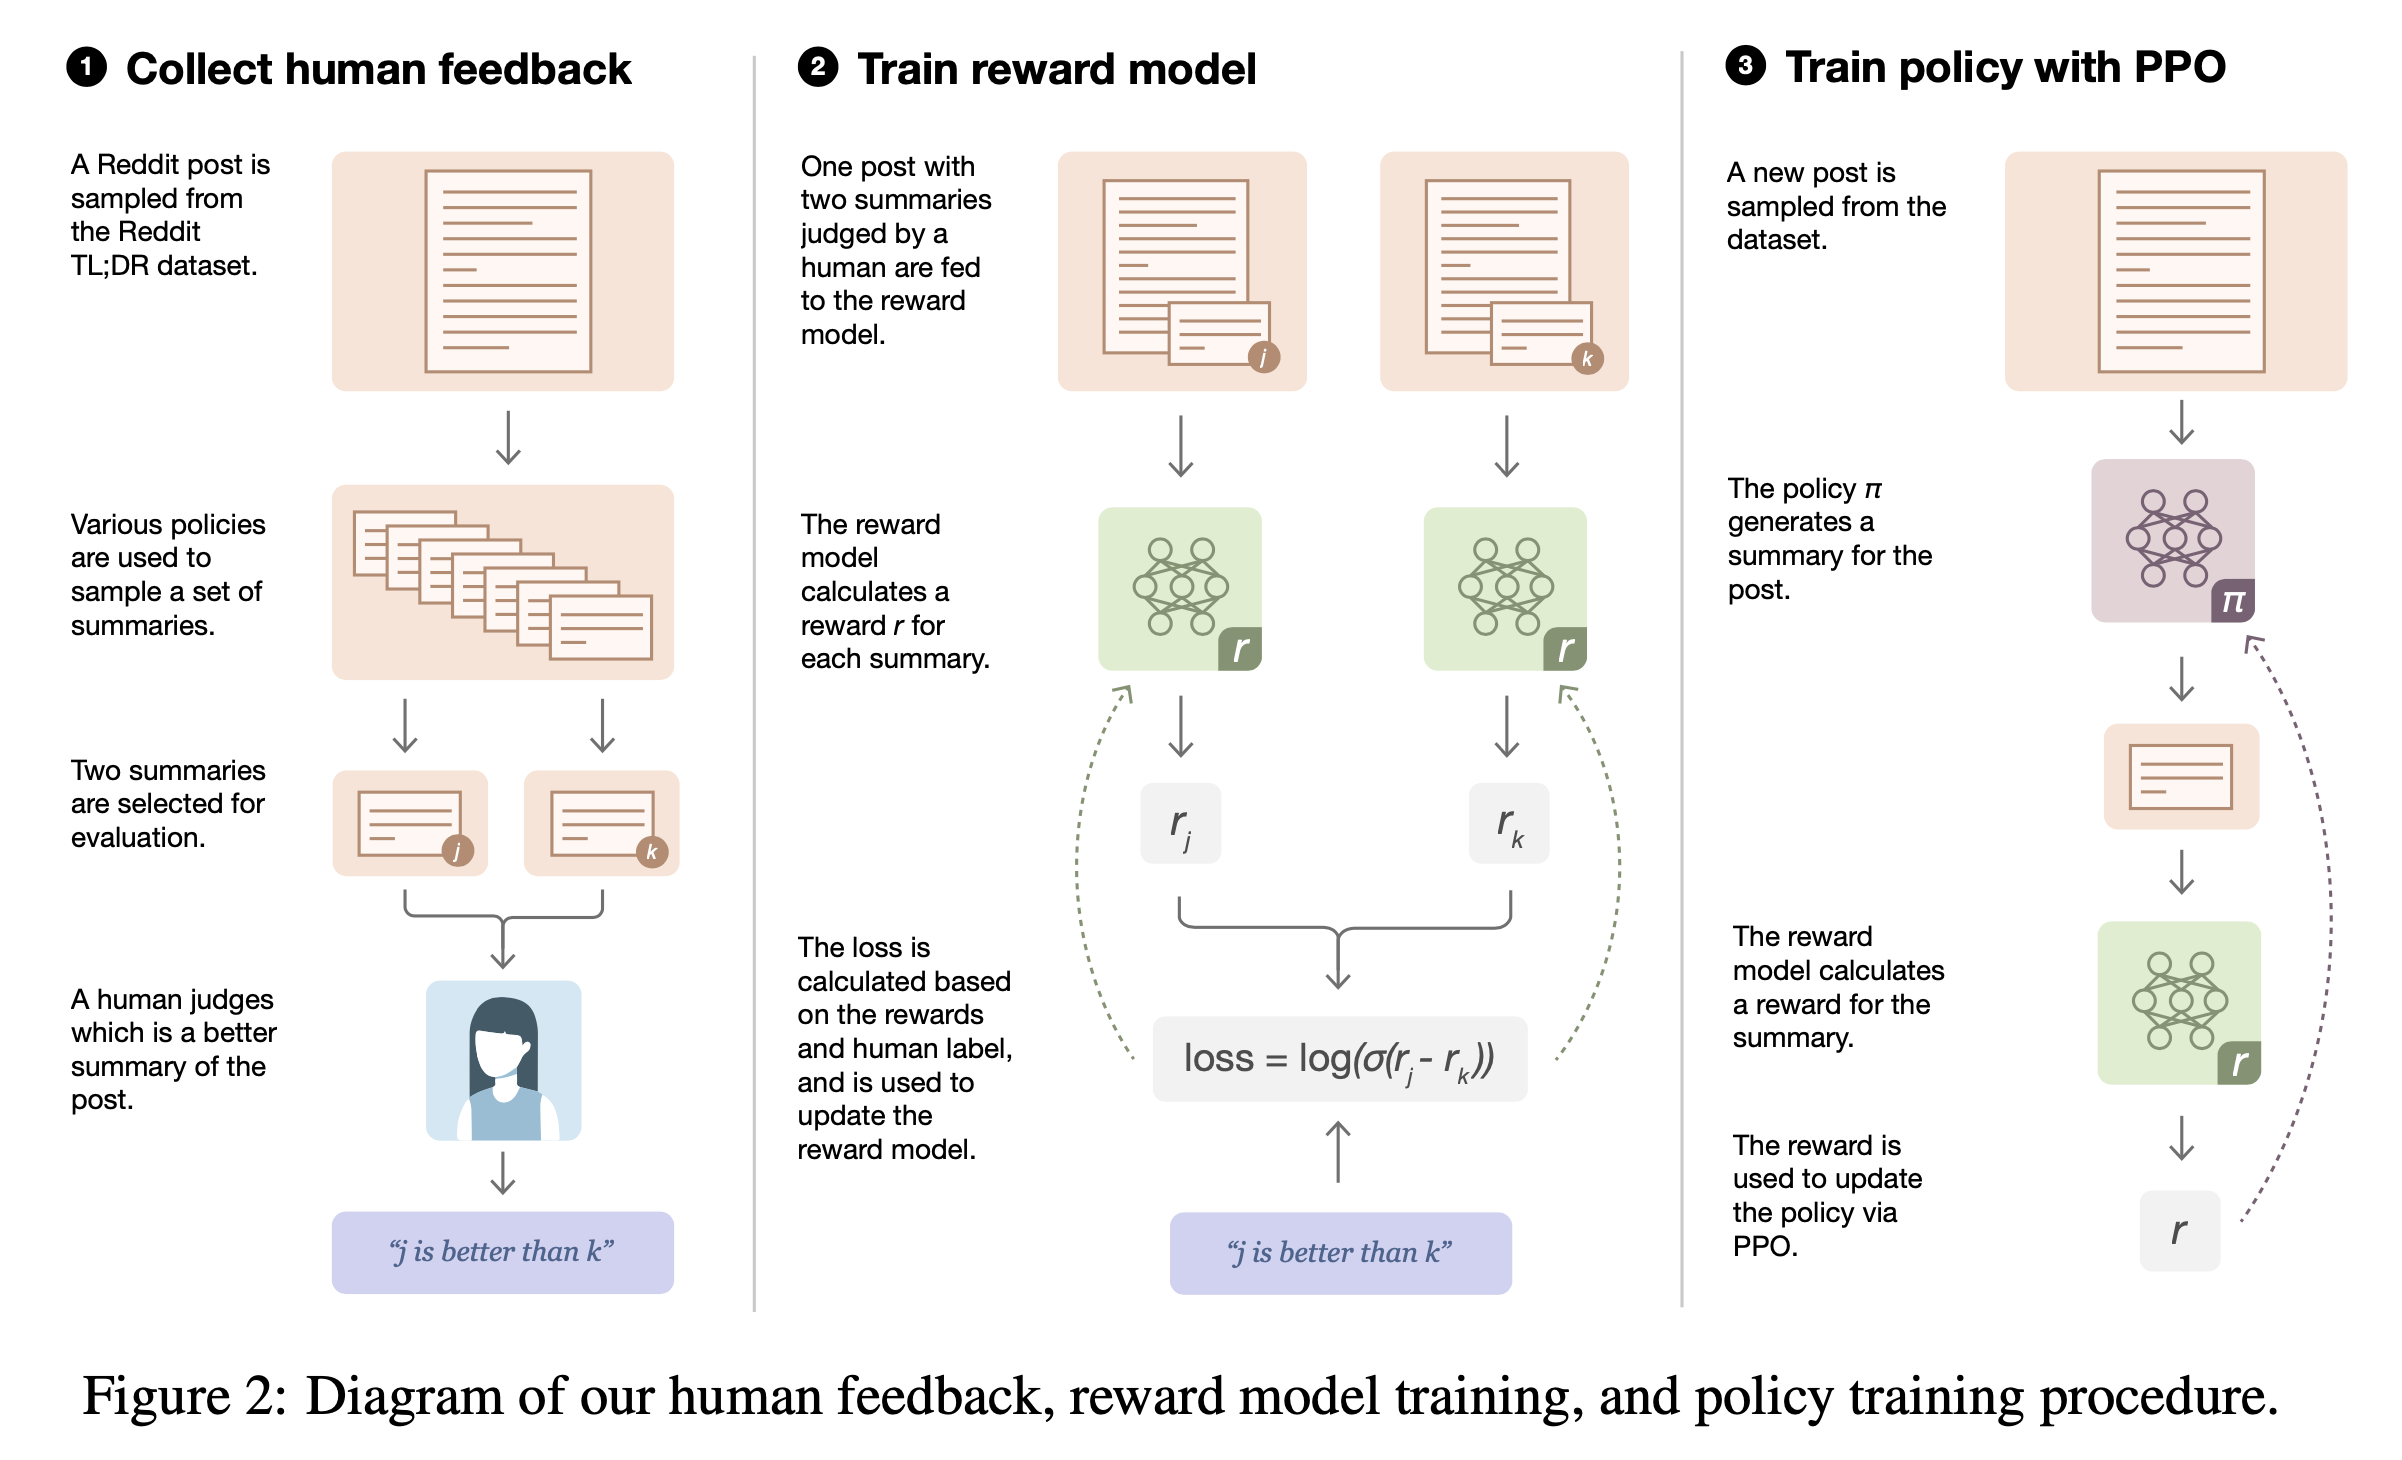 1 Collect human feedback
A Reddit post is
sampled from
the Reddit
TL;DR dataset.
Various policies
are used to
sample a set of
summaries.
Two summaries
are selected for
evaluation.
j
k
A human judges
which is a better
summary of the
post.
“j is better than k”
2 Train reward model
One post with
two summaries
judged by a
human are fed
to the reward
model.
j
k
The reward
model
calculates a
reward r for
each summary.
r
r
r_j
r_k
The loss is
calculated based
on the rewards
and human label,
and is used to
update the
reward model.
loss = log(σ(r_j - r_k))
“j is better than k”
3 Train policy with PPO
A new post is
sampled from the
dataset.
The policy π
generates a
summary for the
post.
π
The reward
model calculates
a reward for the
summary.
r
The reward is
used to update
the policy via
PPO.
r
Figure 2: Diagram of our human feedback, reward model training, and policy training procedure.